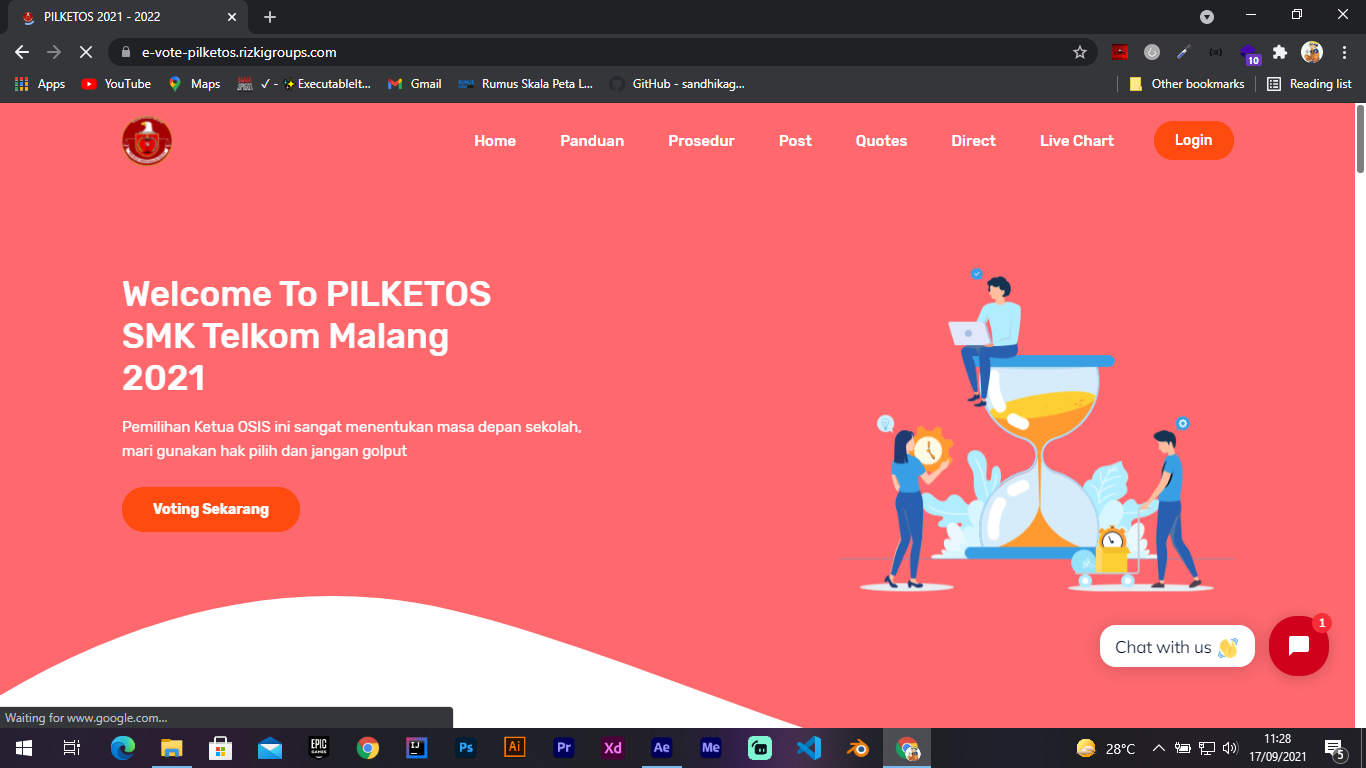 PILKETOS 2021 - 2022
e-vote-pilketos.rizkigroups.com
10
Apps
YouTube
Maps
✓ - ✨ExecutableIt...
Gmail
Rumus Skala Peta L...
GitHub - sandhikag...
Other bookmarks
Reading list
Home
Panduan
Prosedur
Post
Quotes
Direct
Live Chart
Login
Welcome To PILKETOS
SMK Telkom Malang
2021
Pemilihan Ketua OSIS ini sangat menentukan masa depan sekolah,
mari gunakan hak pilih dan jangan golput
Voting Sekarang
Chat with us 👋
1
Waiting for www.google.com...
EPIC
GAMES
IJ
Ps
Ai
Pr
Xd
Ae
Me
28°C
11:28
17/09/2021
5